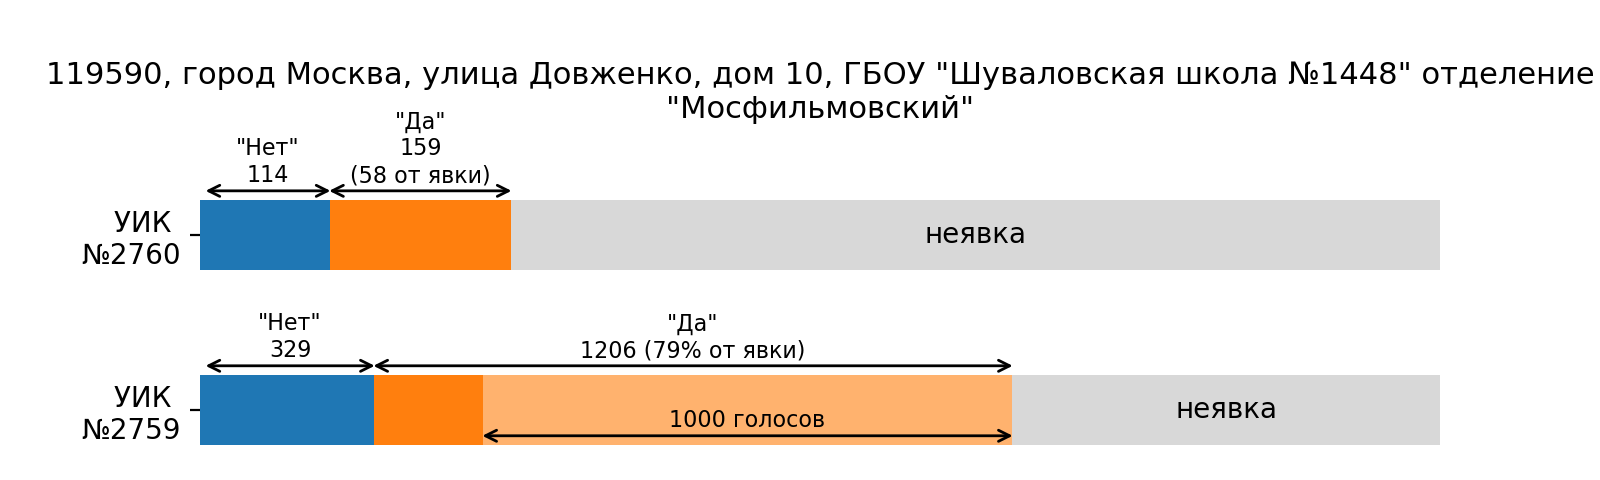 119590, город Москва, улица Довженко, дом 10, ГБОУ "Шуваловская школа №1448" отделение
"Мосфильмовский"
"Нет"
114
"Да"
159
(58 от явки)
УИК
№2760
неявка
"Нет"
329
"Да"
1206 (79% от явки)
УИК
№2759
1000 голосов
неявка